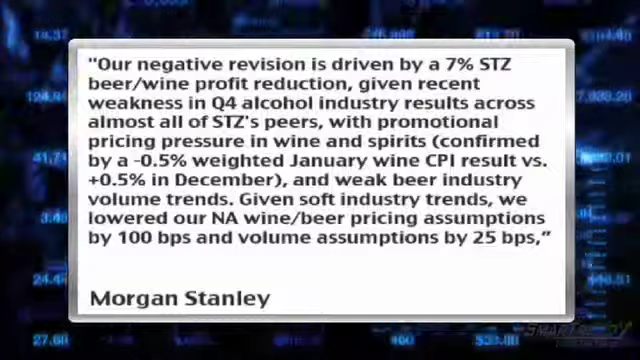 "Our negative revision is driven by a 7% STZ
beer/wine profit reduction, given recent
weakness in Q4 alcohol industry results across
almost all of STZ's peers, with promotional
pricing pressure in wine and spirits (confirmed
by a -0.5% weighted January wine CPI result vs.
+0.5% in December), and weak beer industry
volume trends. Given soft industry trends, we
lowered our NA wine/beer pricing assumptions
by 100 bps and volume assumptions by 25 bps,”
Morgan Stanley